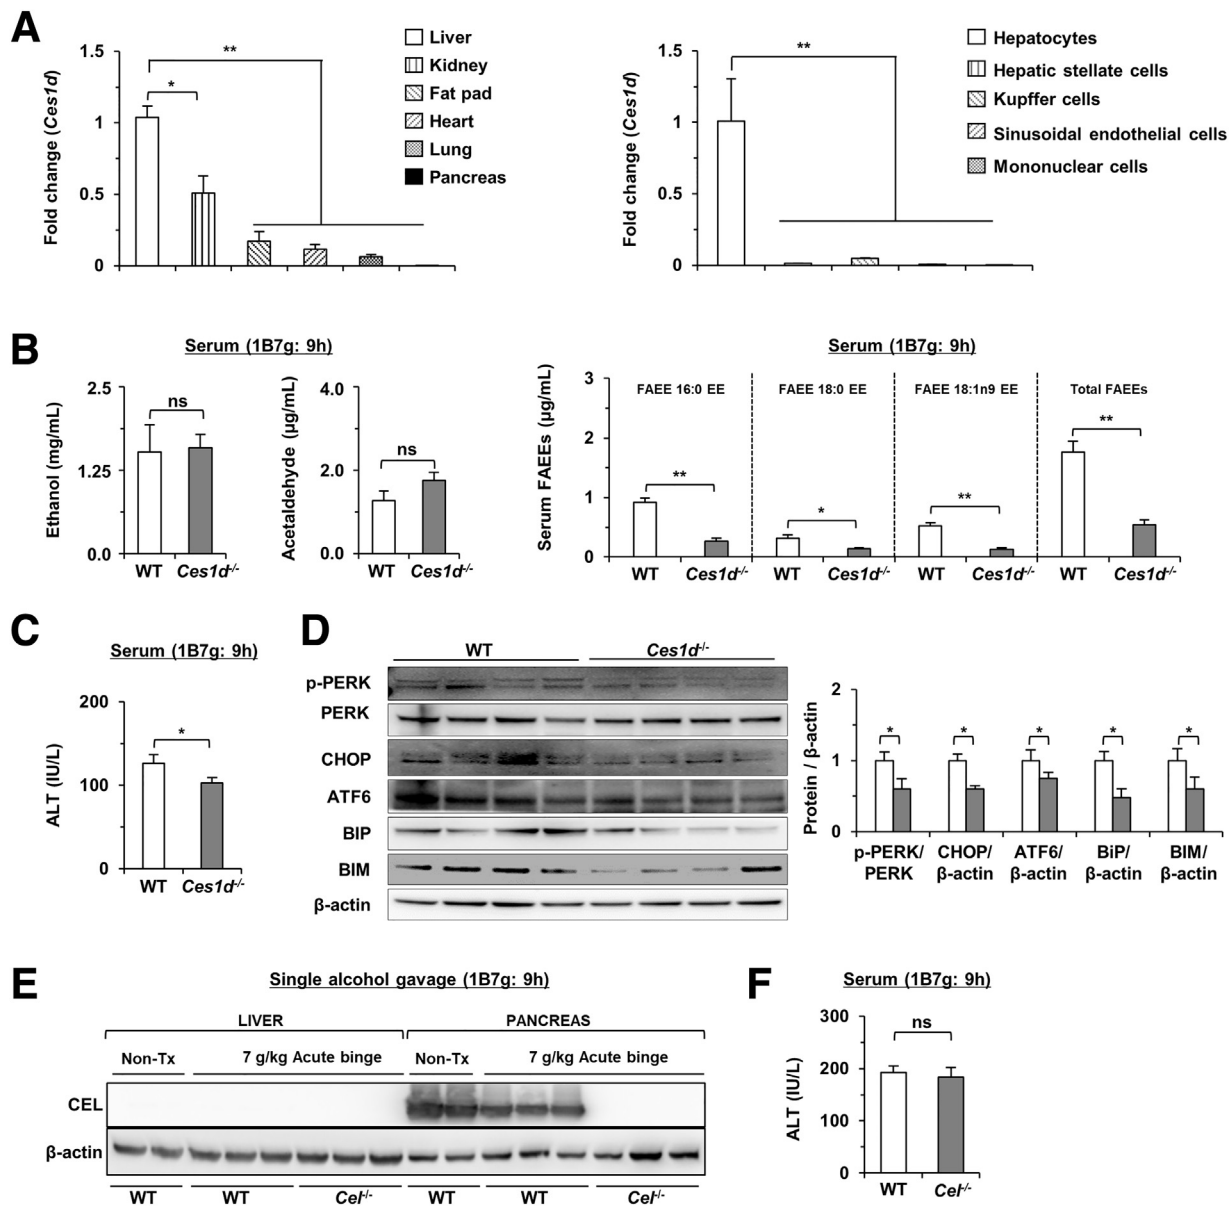 A
Fold change (Ces1d)
1.5
1
0.5
0
**
*
Liver
Kidney
Fat pad
Heart
Lung
Pancreas
Fold change (Ces1d)
1.5
1
0.5
0
**
Hepatocytes
Hepatic stellate cells
Kupffer cells
Sinusoidal endothelial cells
Mononuclear cells
B
Serum (1B7g: 9h)
Ethanol (mg/mL)
2.5
1.25
0.0
ns
WT Ces1d-/-
Acetaldehyde (µg/mL)
4.0
2.0
0.0
ns
WT Ces1d-/-
Serum (1B7g: 9h)
Serum FAEEs (µg/mL)
3
2
1
0
FAEE 16:0 EE FAEE 18:0 EE FAEE 18:1n9 EE Total FAEEs
** * ** **
WT Ces1d-/- WT Ces1d-/- WT Ces1d-/- WT Ces1d-/-
C
Serum (1B7g: 9h)
ALT (IU/L)
200
100
0
*
WT Ces1d-/-
D
WT Ces1d-/-
p-PERK
PERK
CHOP
ATF6
BIP
BIM
β-actin
Protein / β-actin
2
1
0
* * * * *
p-PERK/ CHOP/ ATF6/ BiP/ BIM/
PERK β-actin β-actin β-actin β-actin
E
Single alcohol gavage (1B7g: 9h)
LIVER PANCREAS
Non-Tx 7 g/kg Acute binge Non-Tx 7 g/kg Acute binge
CEL
β-actin
WT WT Cel-/- WT WT Cel-/-
F
Serum (1B7g: 9h)
ALT (IU/L)
300
200
100
0
ns
WT Cel-/-